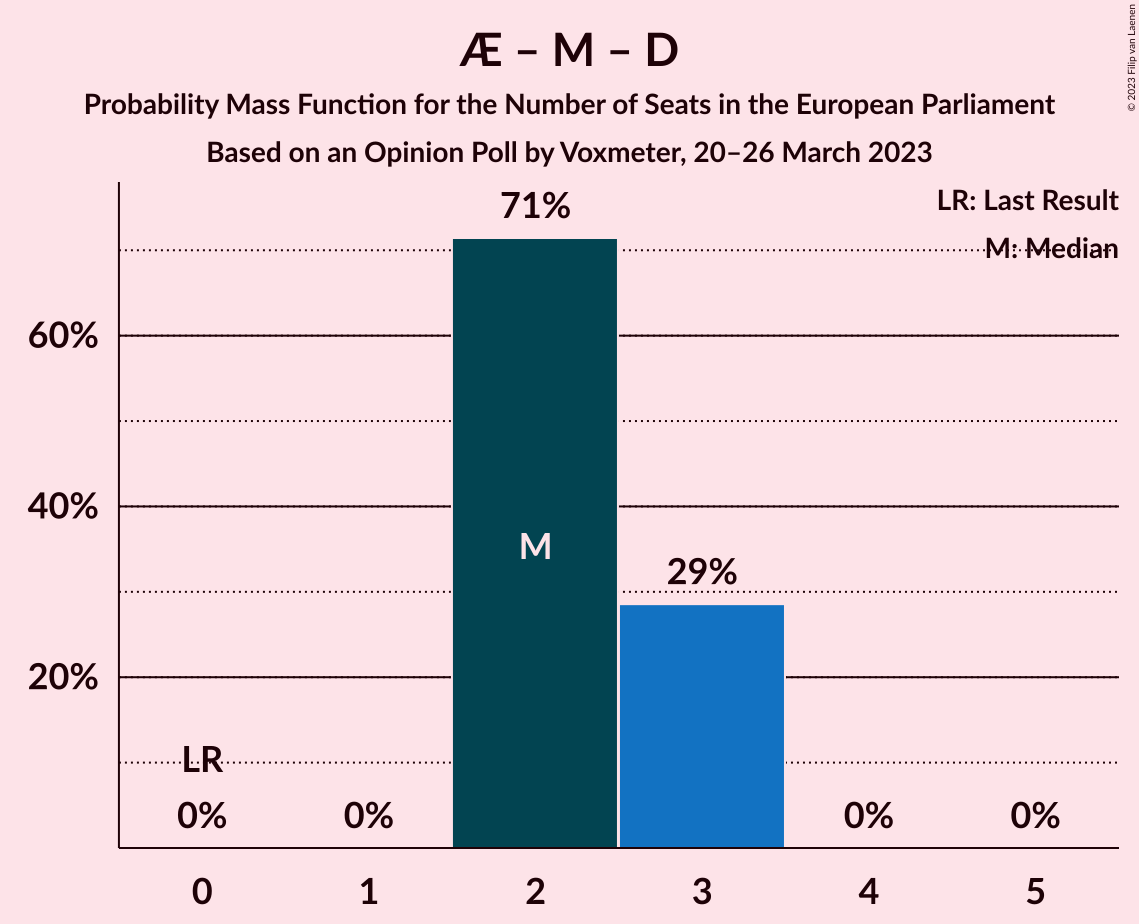 Æ – M – D
Probability Mass Function for the Number of Seats in the European Parliament
Based on an Opinion Poll by Voxmeter, 20–26 March 2023
© 2023 Filip van Laenen
LR: Last Result
M: Median
71%
60%
40%
M
29%
20%
LR
0%
0%
0%
0%
0
1
2
3
4
5